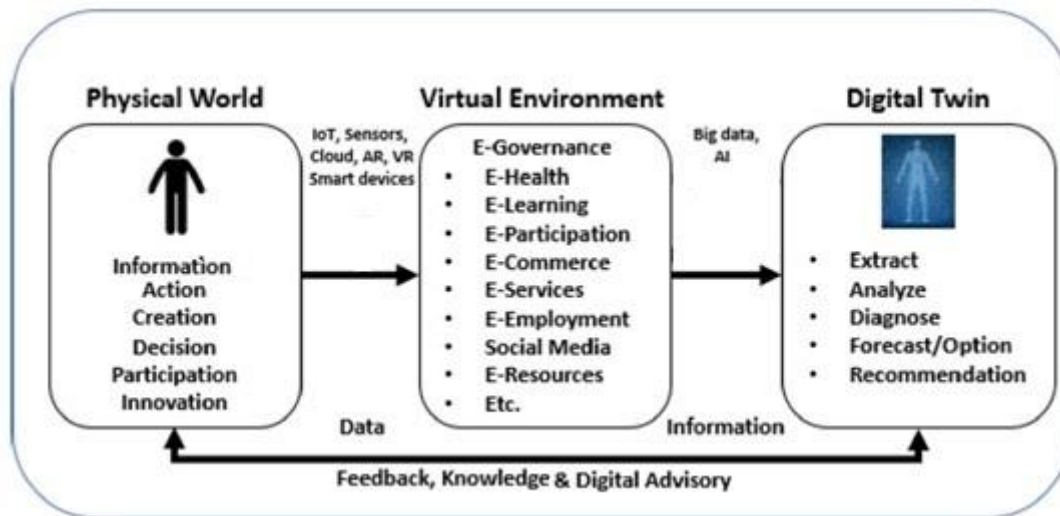 Physical World
Virtual Environment
Digital Twin
Information
Action
Creation
Decision
Participation
Innovation
IoT, Sensors,
Cloud, AR, VR
Smart devices
E-Governance
• E-Health
• E-Learning
• E-Participation
• E-Commerce
• E-Services
• E-Employment
• Social Media
• E-Resources
• Etc.
Big data,
AI
• Extract
• Analyze
• Diagnose
• Forecast/Option
• Recommendation
Data
Information
Feedback, Knowledge & Digital Advisory